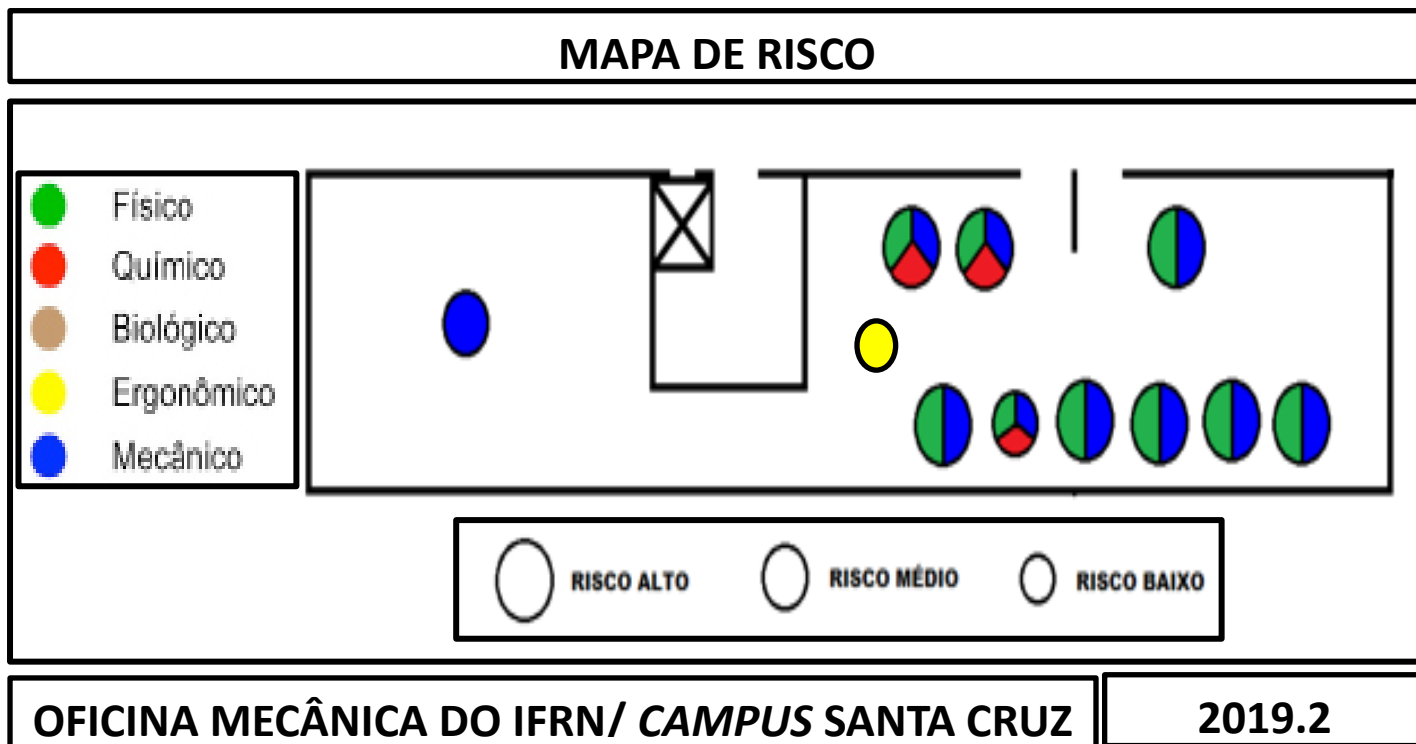 MAPA DE RISCO
Físico
Químico
Biológico
Ergonômico
Mecânico
RISCO ALTO
RISCO MÉDIO
RISCO BAIXO
OFICINA MECÂNICA DO IFRN/ CAMPUS SANTA CRUZ
2019.2